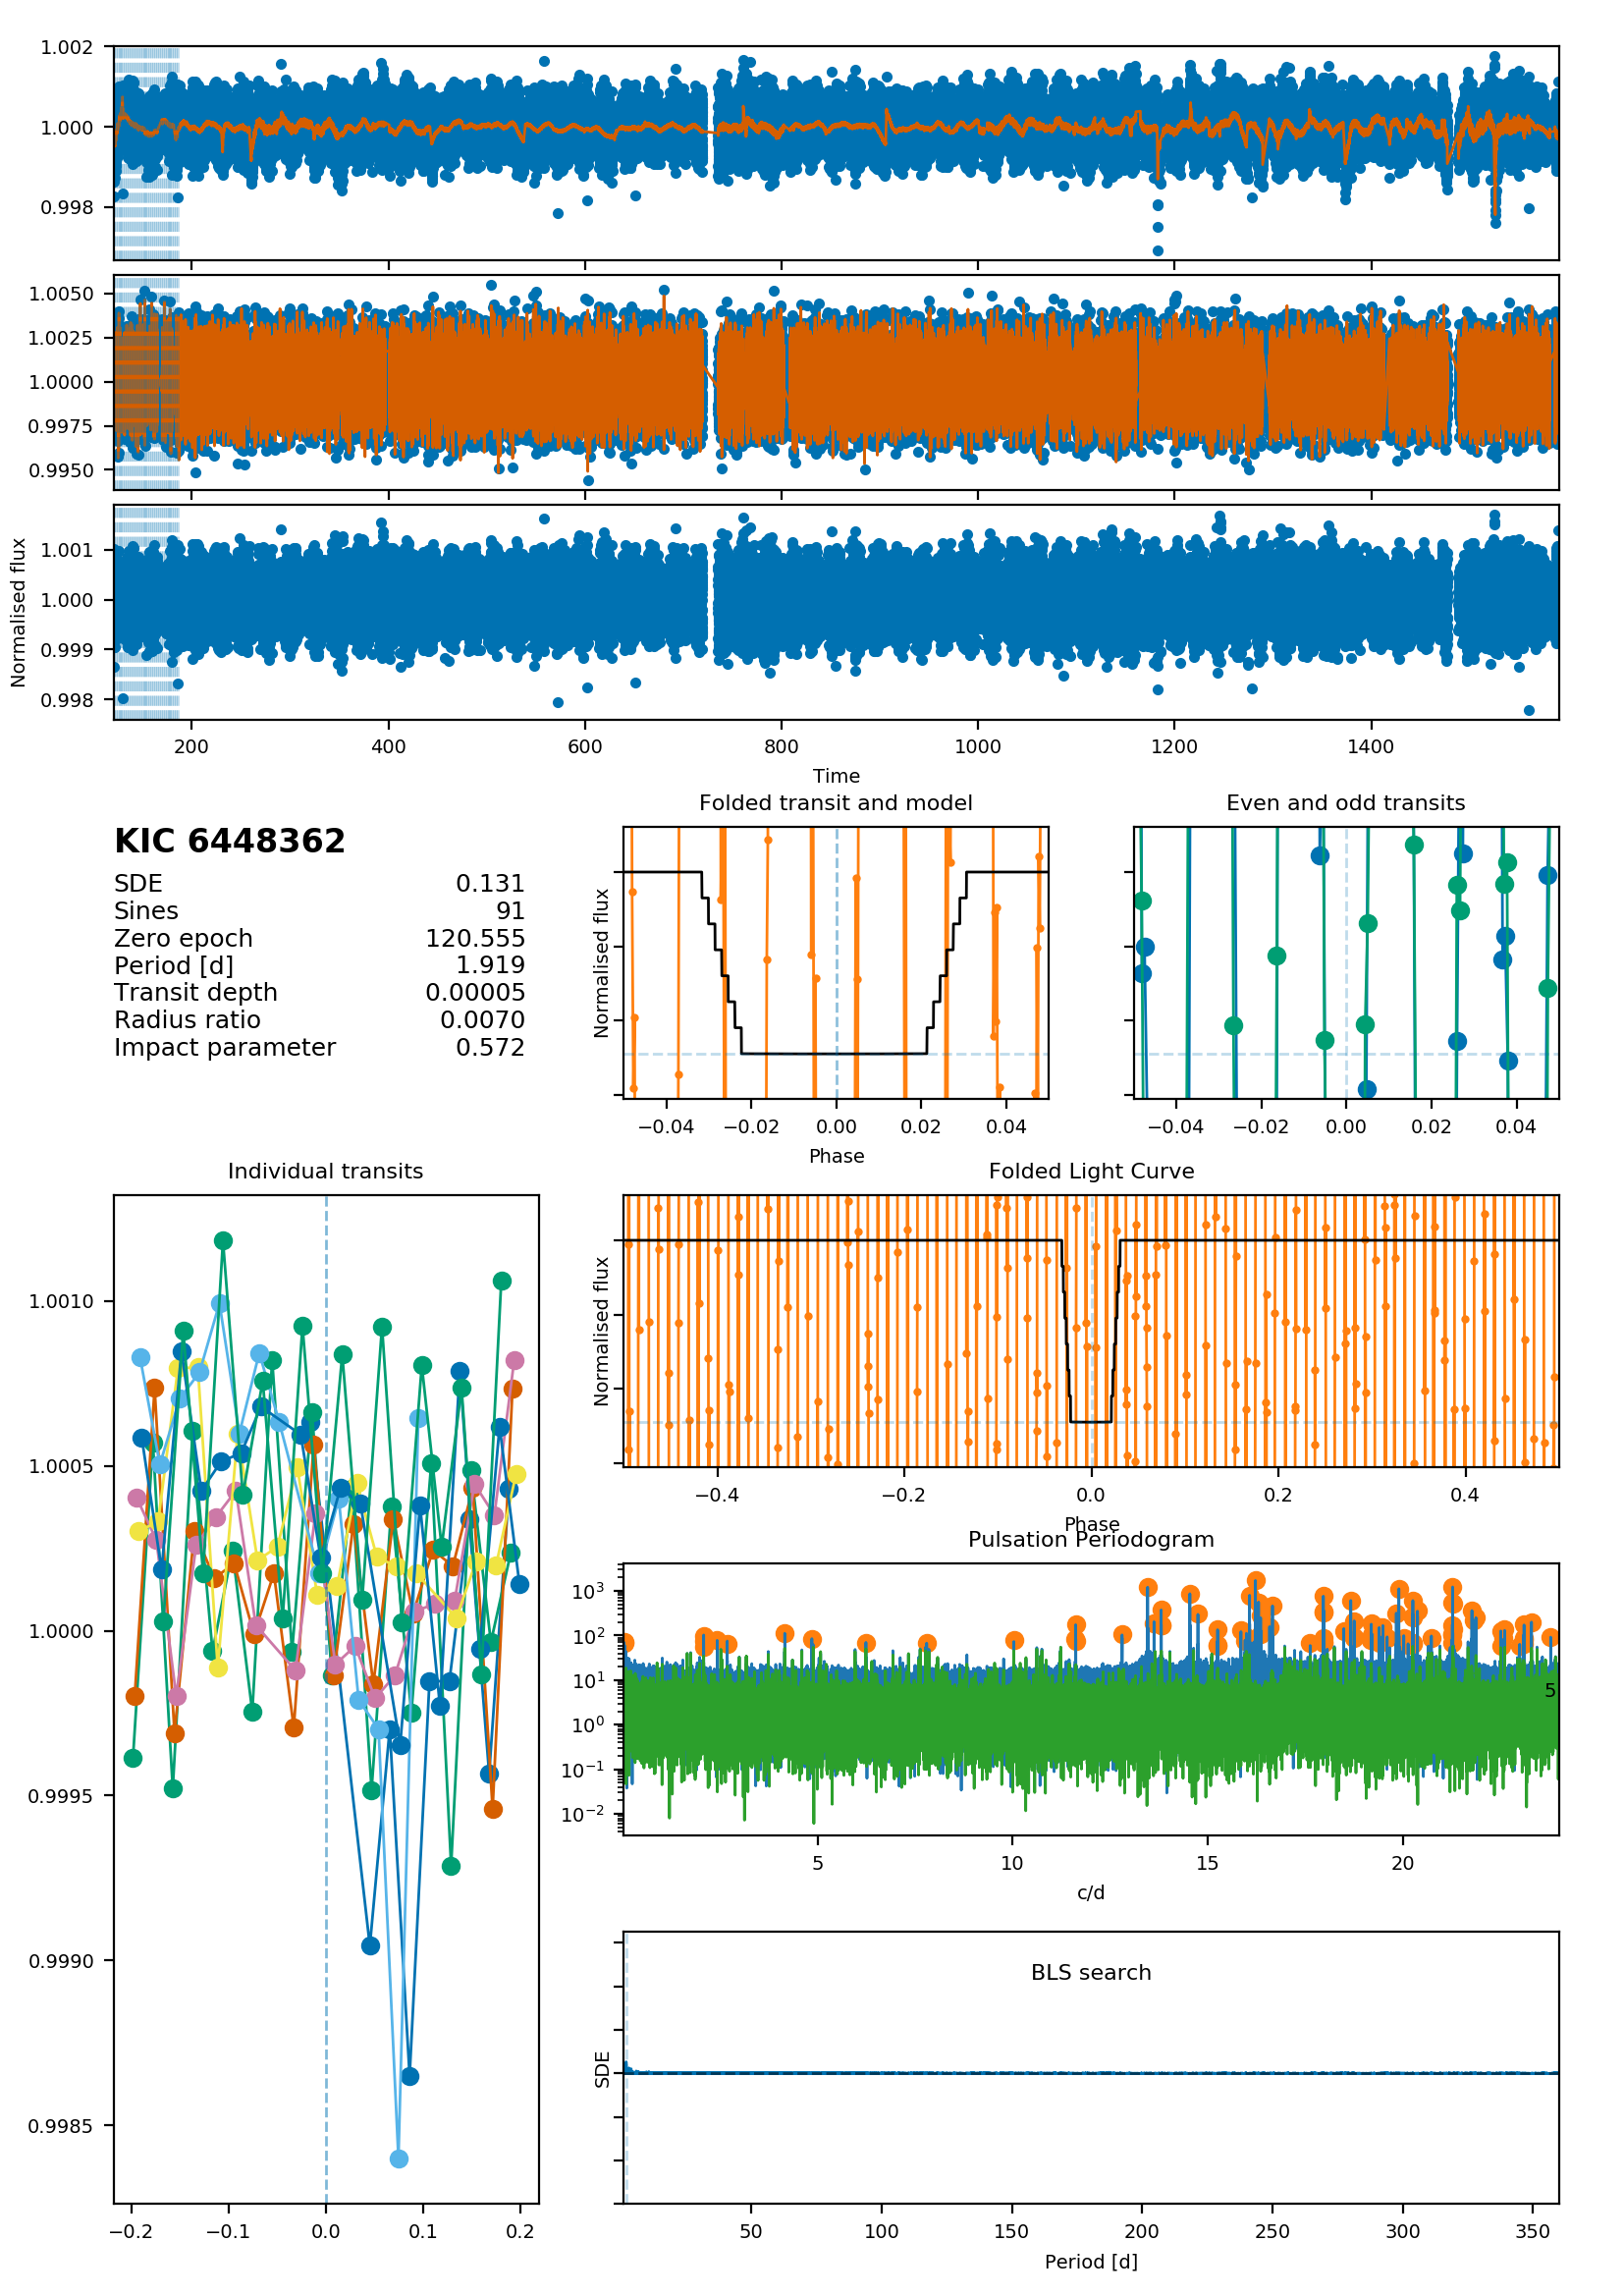 1.002
1.000
0.998
1.0050
1.0025
1.0000
0.9975
0.9950
1.001
1.000
0.999
0.998
Normalised flux
200 400 600 800 1000 1200 1400
Time
KIC 6448362
SDE 0.131
Sines 91
Zero epoch 120.555
Period [d] 1.919
Transit depth 0.00005
Radius ratio 0.0070
Impact parameter 0.572
Folded transit and model
Normalised flux
−0.04 −0.02 0.00 0.02 0.04
Phase
Even and odd transits
−0.04 −0.02 0.00 0.02 0.04
Individual transits
1.0010
1.0005
1.0000
0.9995
0.9990
0.9985
−0.2 −0.1 0.0 0.1 0.2
Folded Light Curve
Normalised flux
−0.4 −0.2 0.0 0.2 0.4
Phase
Pulsation Periodogram
10³
10²
10¹
10⁰
10⁻¹
10⁻²
5
5 10 15 20
c/d
BLS search
SDE
50 100 150 200 250 300 350
Period [d]